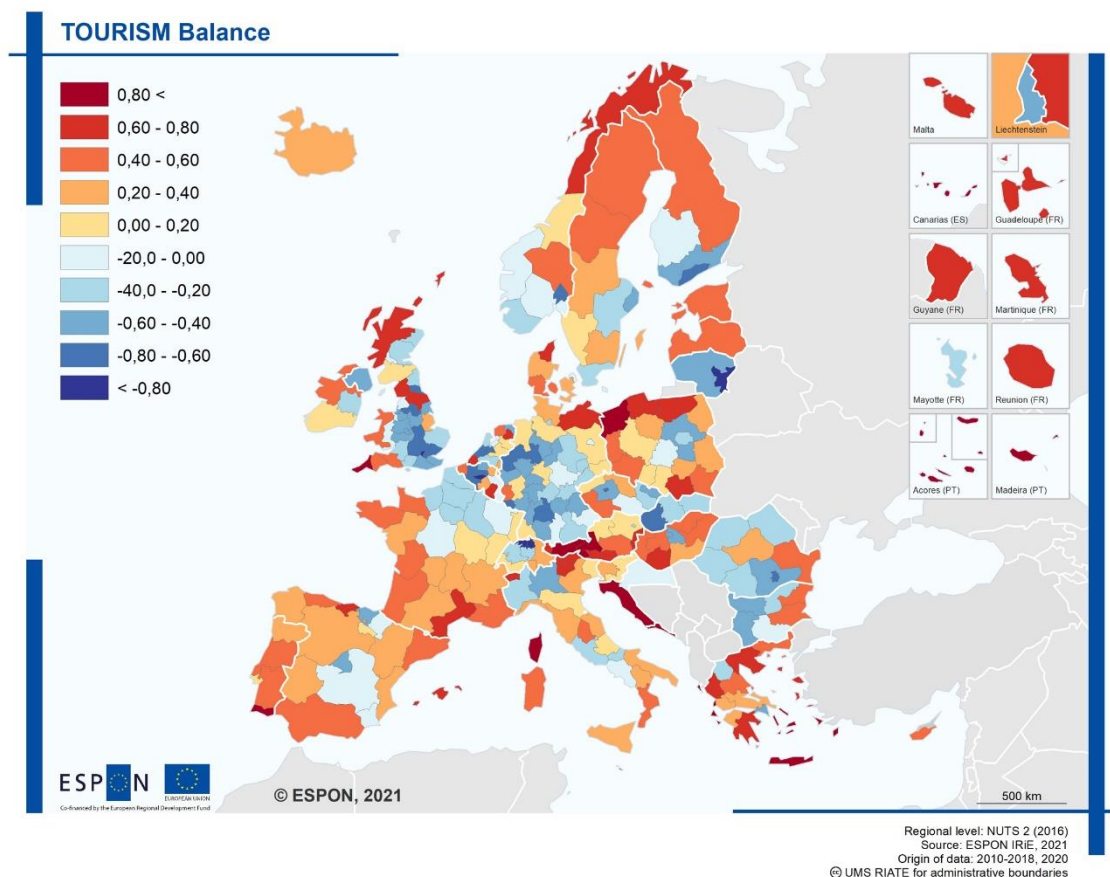 TOURISM Balance
0,80 <
0,60 - 0,80
0,40 - 0,60
0,20 - 0,40
0,00 - 0,20
-20,0 - 0,00
-40,0 - -0,20
-0,60 - -0,40
-0,80 - -0,60
< -0,80
Malta
Liechtenstein
Canarias (ES)
Guadeloupe (FR)
Guyane (FR)
Martinique (FR)
Mayotte (FR)
Reunion (FR)
Acores (PT)
Madeira (PT)
ESPON
EUROPEAN UNION
Co-financed by the European Regional Development Fund
© ESPON, 2021
500 km
Regional level: NUTS 2 (2016)
Source: ESPON IRiE, 2021
Origin of data: 2010-2018, 2020
UMS RIATE for administrative boundaries